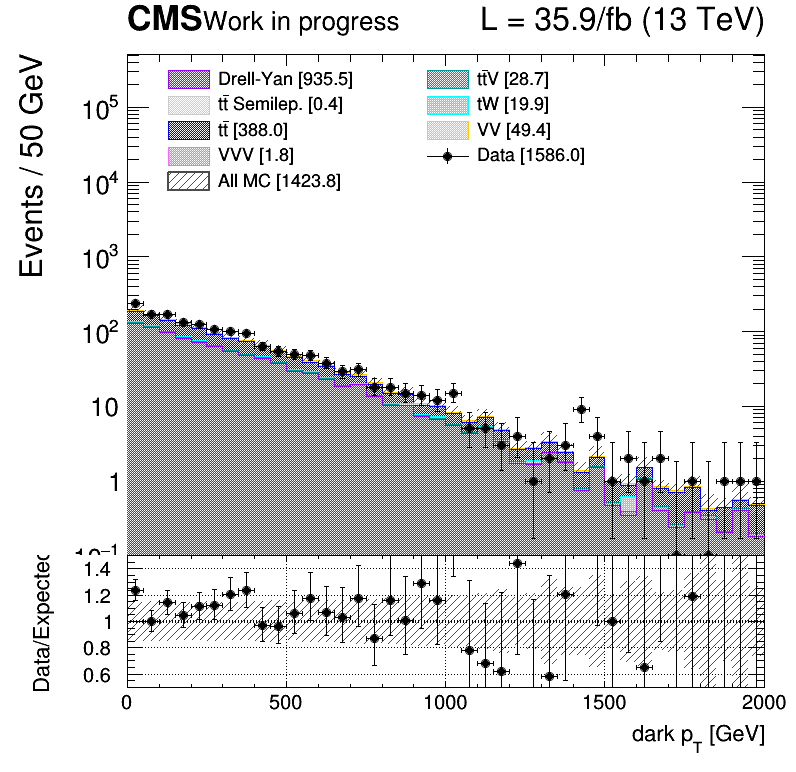 CMS Work in progress L = 35.9/fb (13 TeV)
Events / 50 GeV
Drell-Yan [935.5]
tt̄ Semilep. [0.4]
tt̄ [388.0]
VVV [1.8]
All MC [1423.8]
tt̄V [28.7]
tW [19.9]
VV [49.4]
Data [1586.0]
10⁵
10⁴
10³
10²
10
1
10⁻¹
Data/Expected
1.4
1.2
1
0.8
0.6
0 500 1000 1500 2000
dark p_T [GeV]